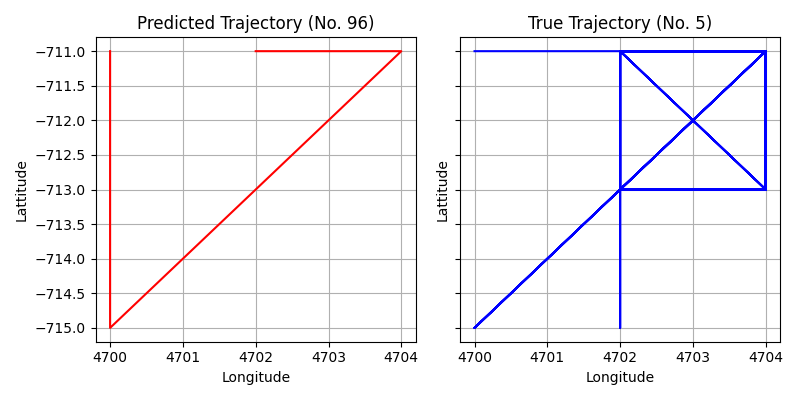 Predicted Trajectory (No. 96)
True Trajectory (No. 5)
−711.0
−711.5
−712.0
−712.5
−713.0
−713.5
−714.0
−714.5
−715.0
Lattitude
Lattitude
4700 4701 4702 4703 4704
4700 4701 4702 4703 4704
Longitude
Longitude